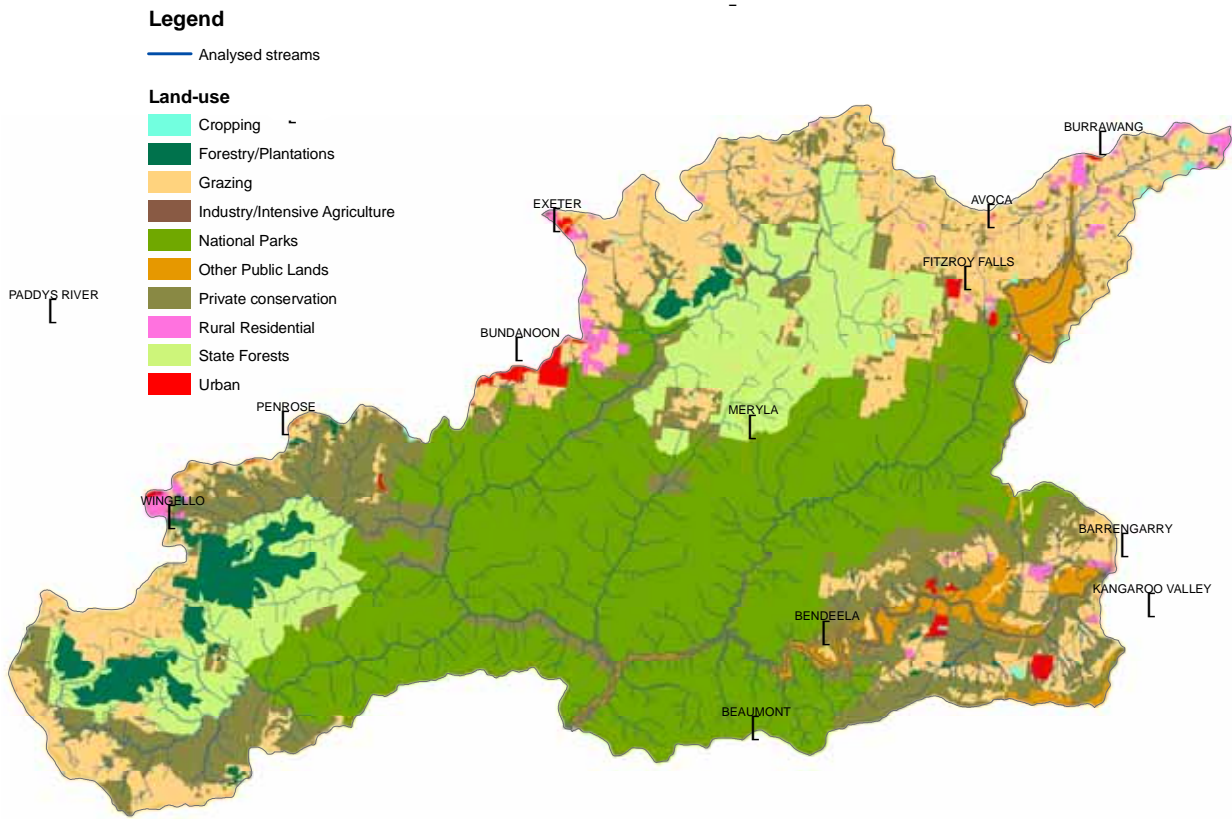 Legend
Analysed streams
Land-use
Cropping
Forestry/Plantations
Grazing
Industry/Intensive Agriculture
National Parks
Other Public Lands
Private conservation
Rural Residential
State Forests
Urban
BURRAWANG
EXETER
AVOCA
FITZROY FALLS
PADDYS RIVER
BUNDANOON
PENROSE
MERYLA
WINGELLO
BARRENGARRY
KANGAROO VALLEY
BENDEELA
BEAUMONT